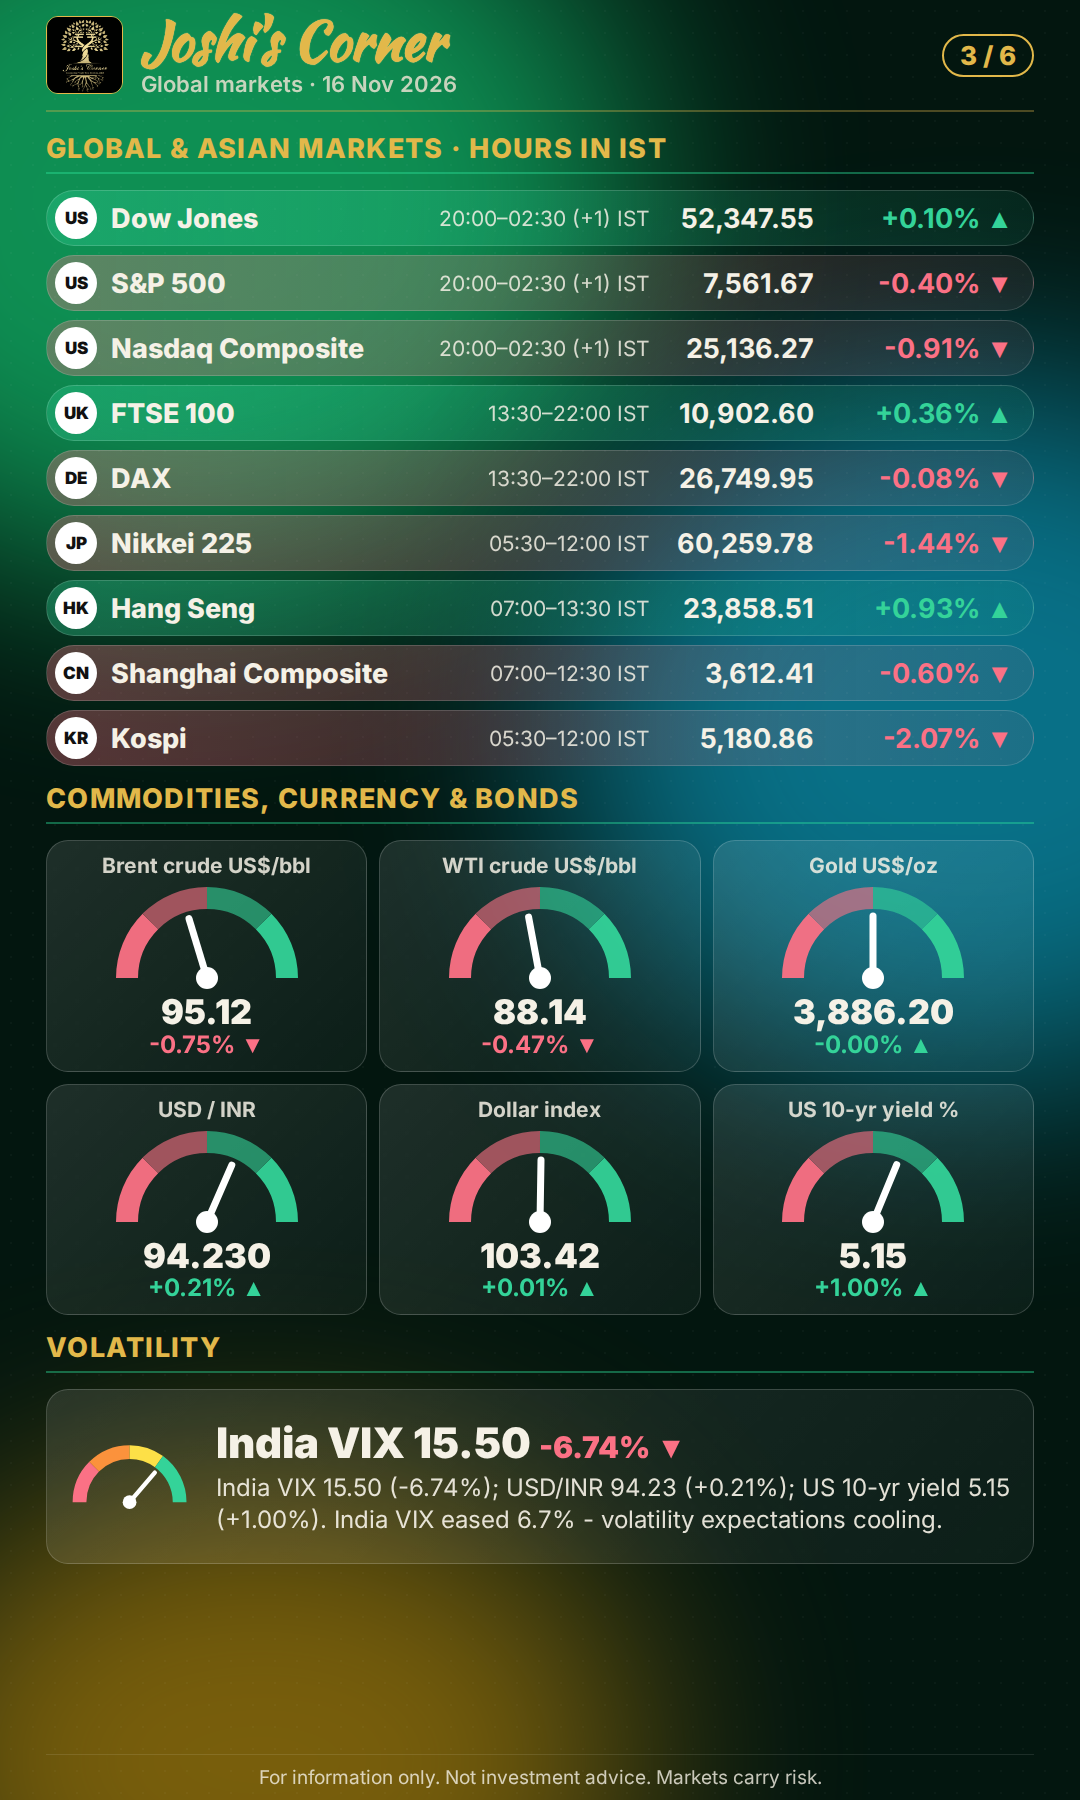 Joshi's Corner
Joshi's Corner
Global markets · 16 Nov 2026
3 / 6
GLOBAL & ASIAN MARKETS · HOURS IN IST
US Dow Jones 20:00–02:30 (+1) IST 52,347.55 +0.10% ▲
US S&P 500 20:00–02:30 (+1) IST 7,561.67 -0.40% ▼
US Nasdaq Composite 20:00–02:30 (+1) IST 25,136.27 -0.91% ▼
UK FTSE 100 13:30–22:00 IST 10,902.60 +0.36% ▲
DE DAX 13:30–22:00 IST 26,749.95 -0.08% ▼
JP Nikkei 225 05:30–12:00 IST 60,259.78 -1.44% ▼
HK Hang Seng 07:00–13:30 IST 23,858.51 +0.93% ▲
CN Shanghai Composite 07:00–12:30 IST 3,612.41 -0.60% ▼
KR Kospi 05:30–12:00 IST 5,180.86 -2.07% ▼
COMMODITIES, CURRENCY & BONDS
Brent crude US$/bbl WTI crude US$/bbl Gold US$/oz
95.12 88.14 3,886.20
-0.75% ▼ -0.47% ▼ -0.00% ▲
USD / INR Dollar index US 10-yr yield %
94.230 103.42 5.15
+0.21% ▲ +0.01% ▲ +1.00% ▲
VOLATILITY
India VIX 15.50 -6.74% ▼
India VIX 15.50 (-6.74%); USD/INR 94.23 (+0.21%); US 10-yr yield 5.15
(+1.00%). India VIX eased 6.7% - volatility expectations cooling.
For information only. Not investment advice. Markets carry risk.